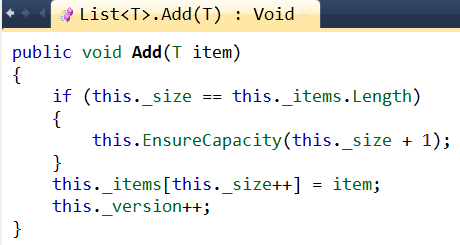 List<T>.Add(T) : Void
public void Add(T item)
{
    if (this._size == this._items.Length)
    {
        this.EnsureCapacity(this._size + 1);
    }
    this._items[this._size++] = item;
    this._version++;
}